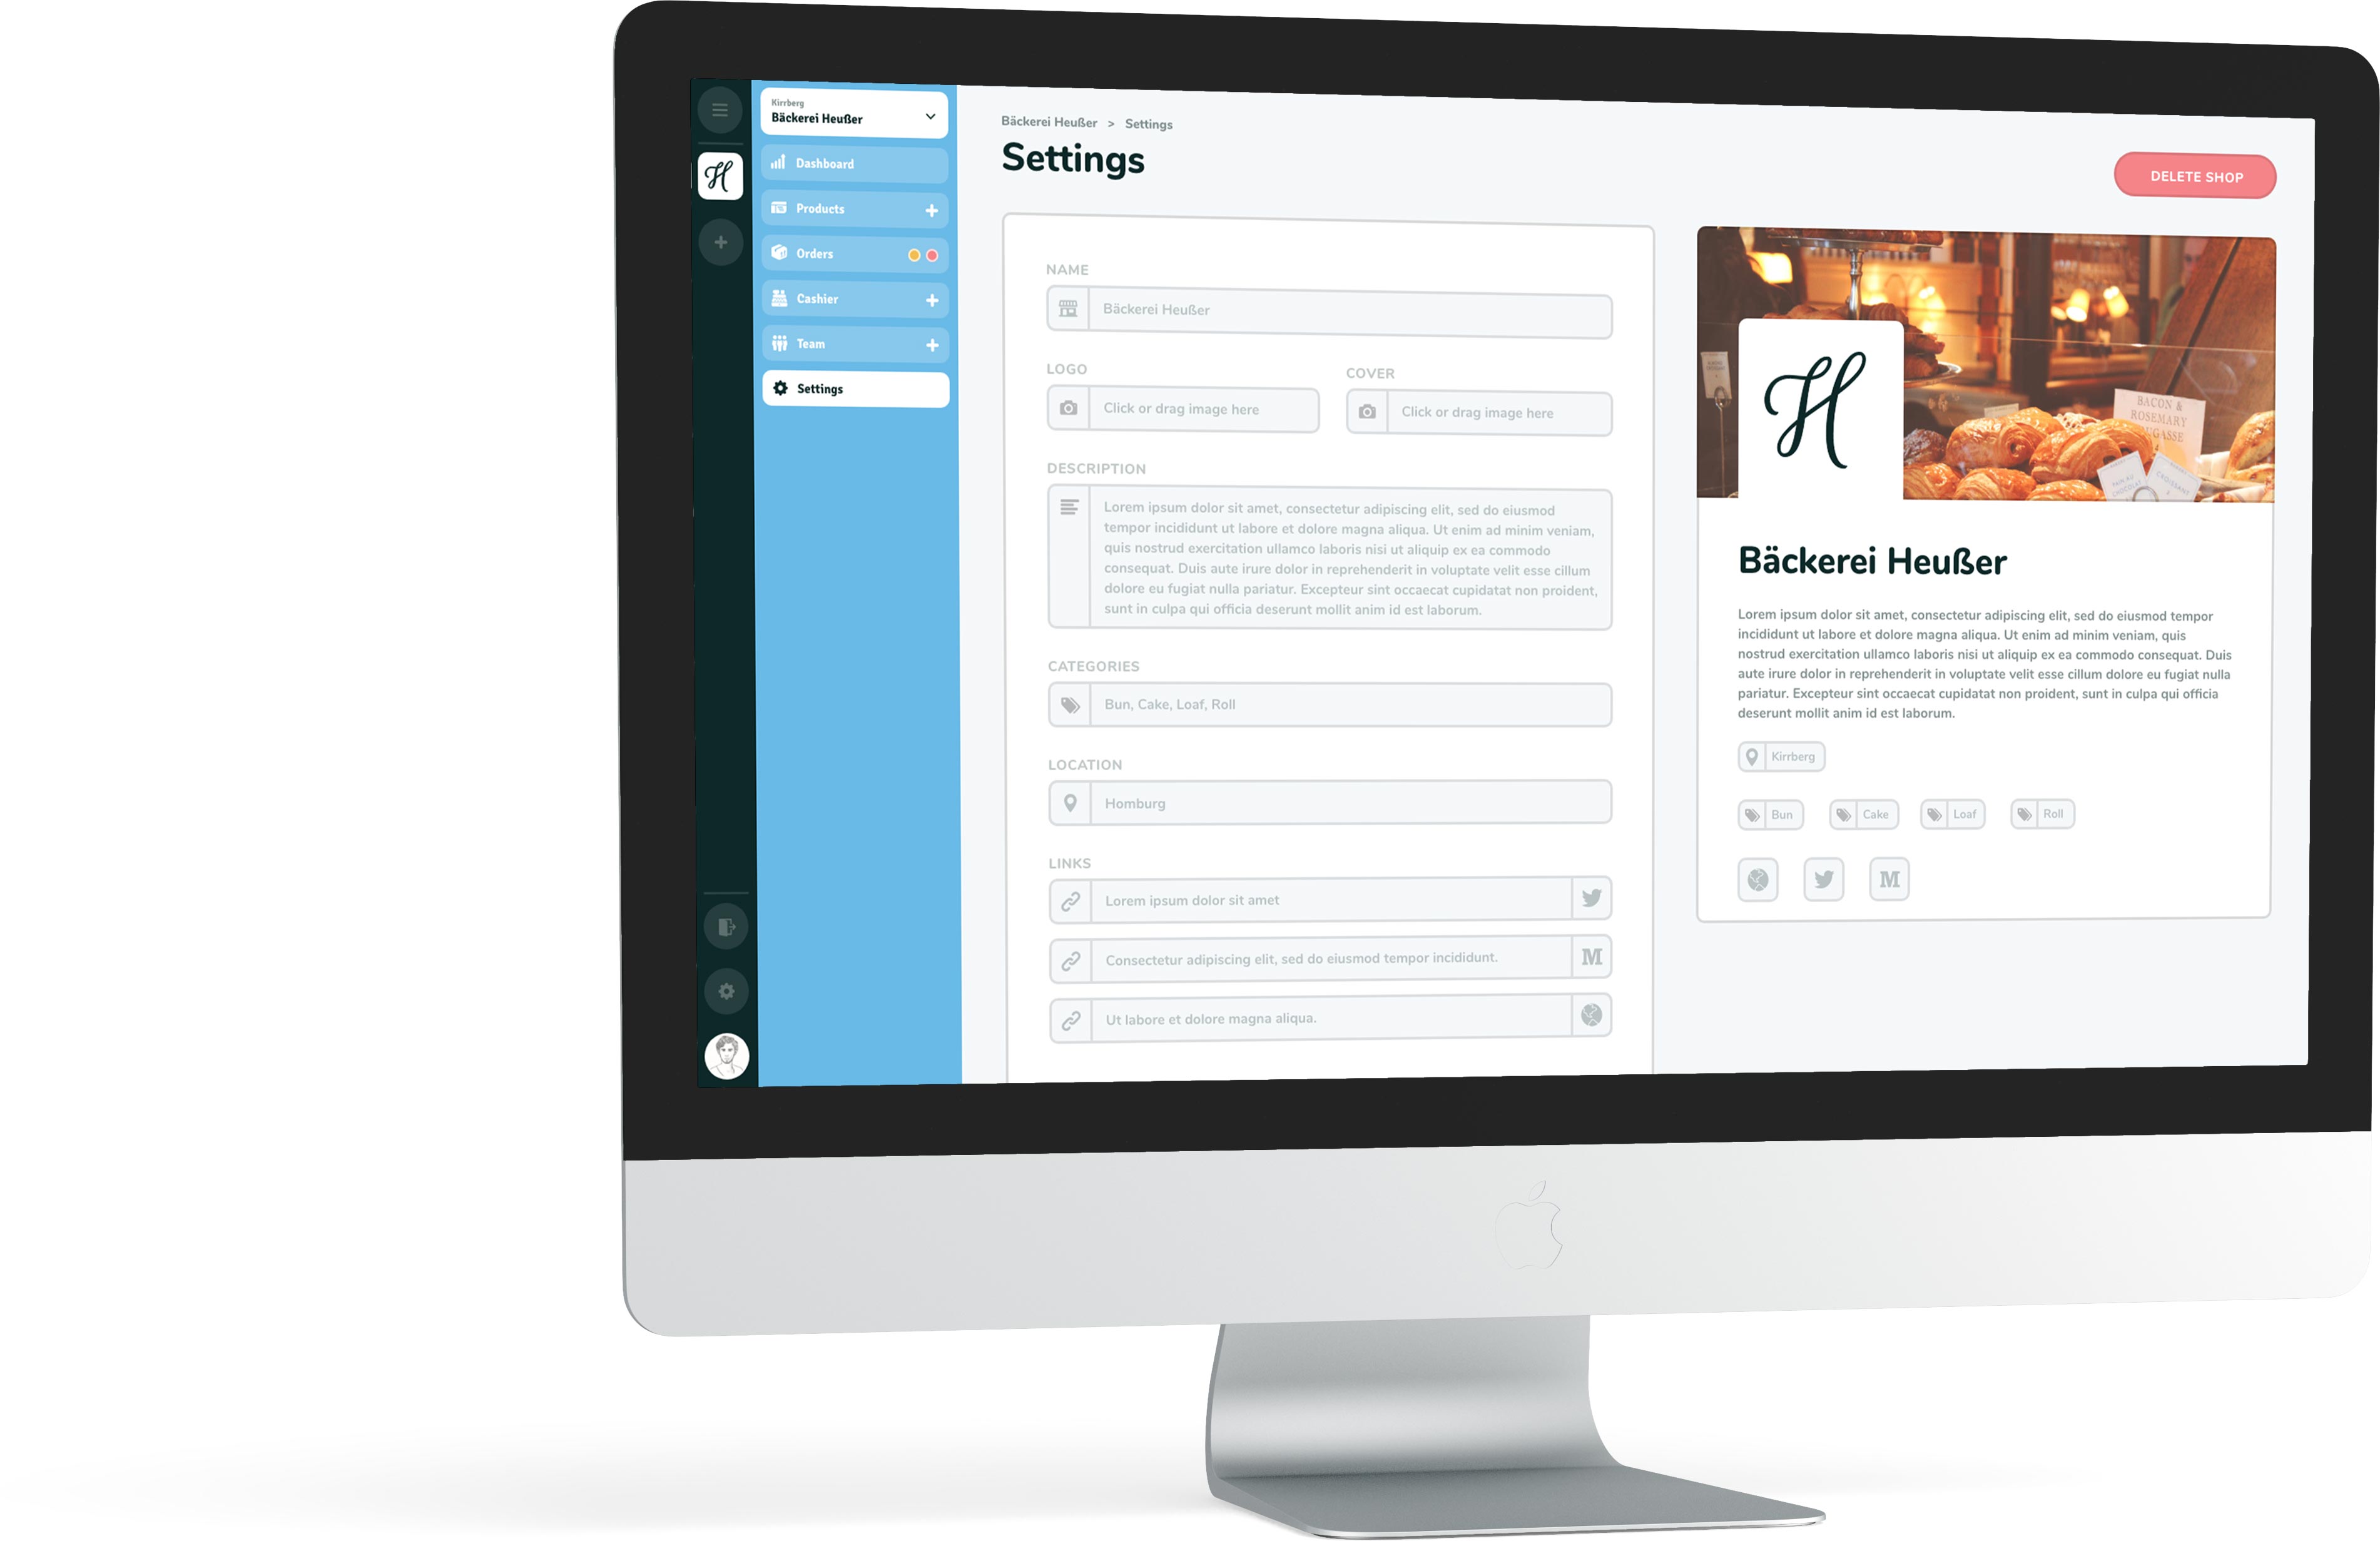 Kirrberg
Bäckerei Heußer
Dashboard
Products
Orders
Cashier
Team
Settings
Bäckerei Heußer > Settings
Settings
DELETE SHOP
NAME
Bäckerei Heußer
LOGO
Click or drag image here
COVER
Click or drag image here
DESCRIPTION
Lorem ipsum dolor sit amet, consectetur adipiscing elit, sed do eiusmod
tempor incididunt ut labore et dolore magna aliqua. Ut enim ad minim veniam,
quis nostrud exercitation ullamco laboris nisi ut aliquip ex ea commodo
consequat. Duis aute irure dolor in reprehenderit in voluptate velit esse cillum
dolore eu fugiat nulla pariatur. Excepteur sint occaecat cupidatat non proident,
sunt in culpa qui officia deserunt mollit anim id est laborum.
CATEGORIES
Bun, Cake, Loaf, Roll
LOCATION
Homburg
LINKS
Lorem ipsum dolor sit amet
Consectetur adipiscing elit, sed do eiusmod tempor incididunt.
M
Ut labore et dolore magna aliqua.
H
BACON &
ROSEMARY
PAIN AU
CHOCOLAT
CROISSANT
H
Bäckerei Heußer
Lorem ipsum dolor sit amet, consectetur adipiscing elit, sed do eiusmod tempor
incididunt ut labore et dolore magna aliqua. Ut enim ad minim veniam, quis
nostrud exercitation ullamco laboris nisi ut aliquip ex ea commodo consequat. Duis
aute irure dolor in reprehenderit in voluptate velit esse cillum dolore eu fugiat nulla
pariatur. Excepteur sint occaecat cupidatat non proident, sunt in culpa qui officia
deserunt mollit anim id est laborum.
Kirrberg
Bun
Cake
Loaf
Roll
M